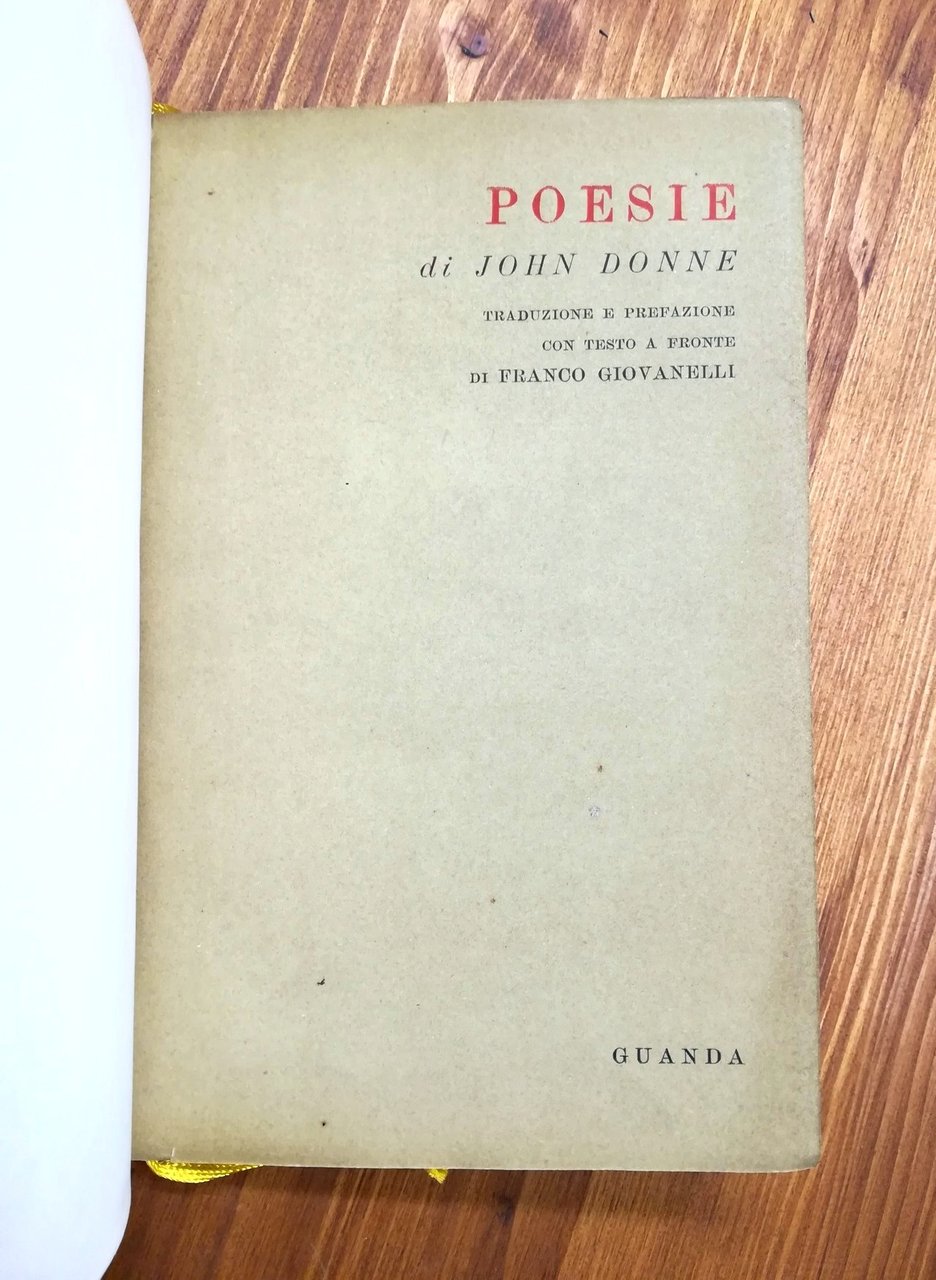 POESIE
di JOHN DONNE
TRADUZIONE E PREFAZIONE
CON TESTO A FRONTE
DI FRANCO GIOVANELLI
GUANDA